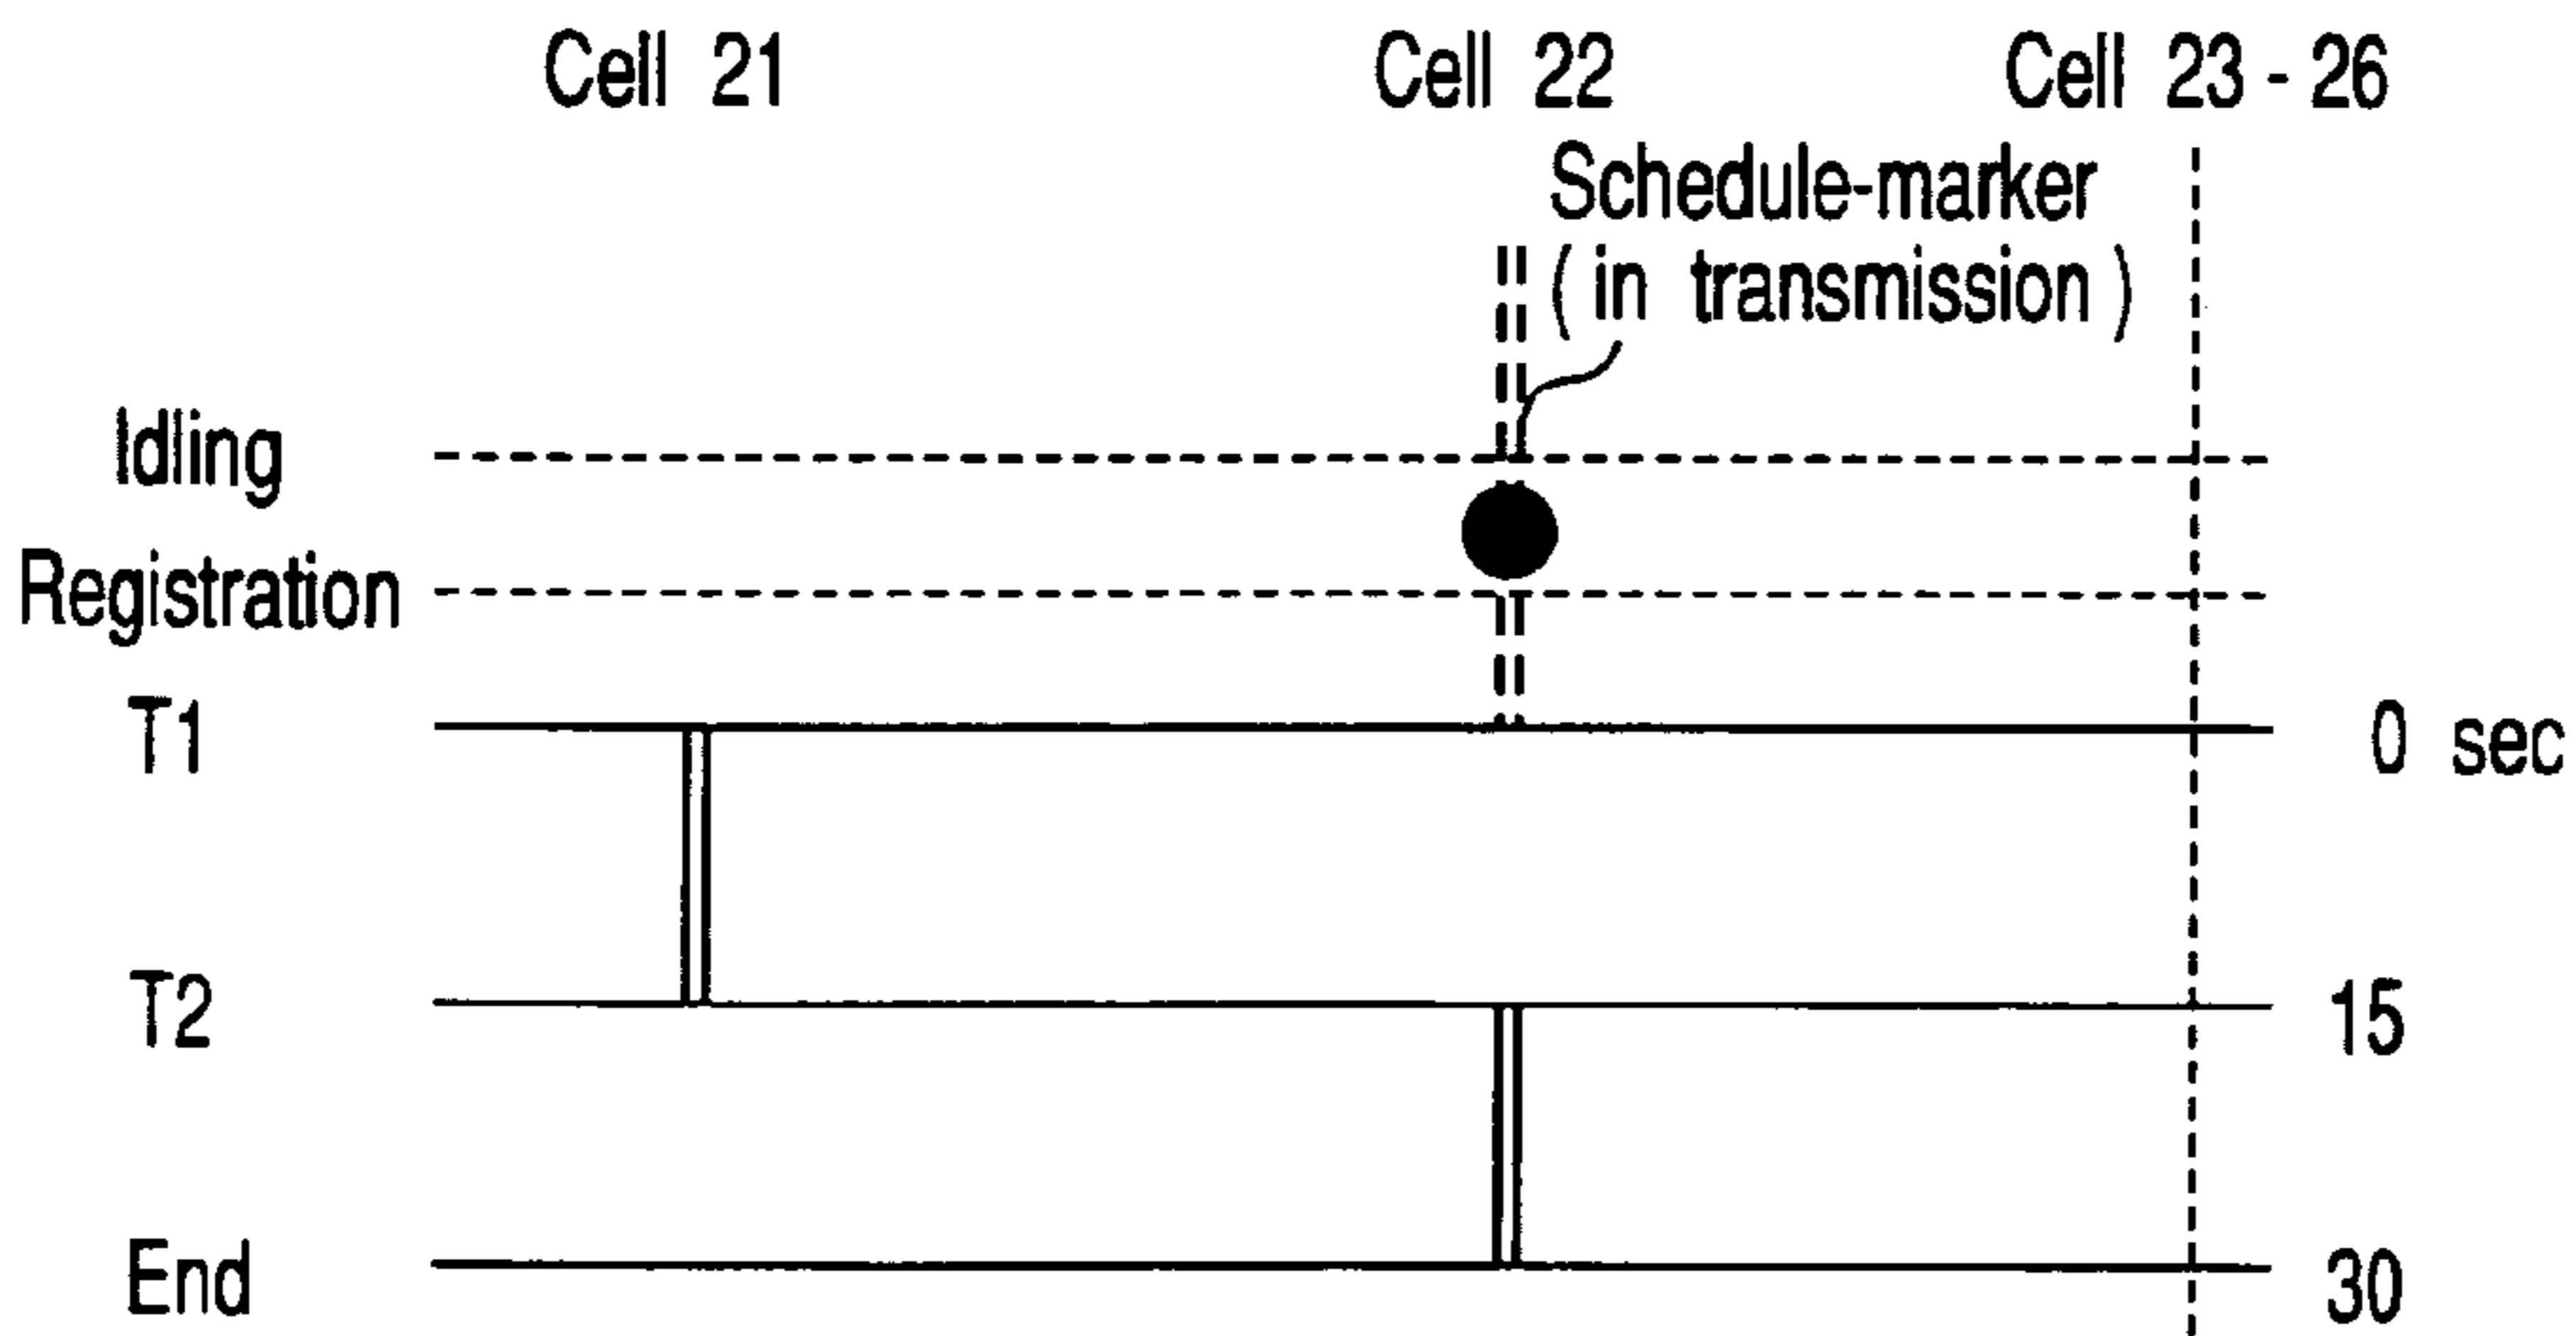 Cell 21 Cell 22 Cell 23 - 26
Schedule-marker
( in transmission )
Idling
Registration
T1 0 sec
T2 15
End 30